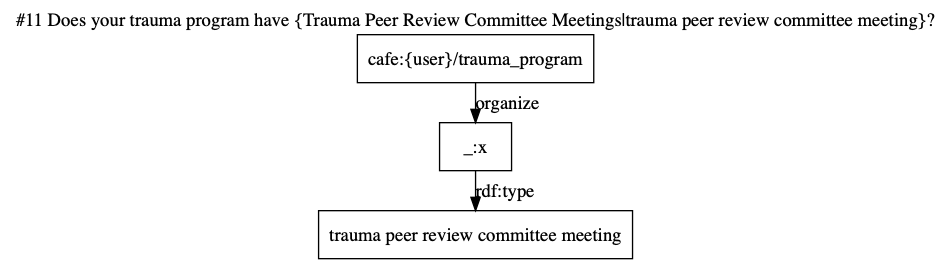 #11 Does your trauma program have {Trauma Peer Review Committee Meetings|trauma peer review committee meeting}?
cafe:{user}/trauma_program
organize
_:x
rdf:type
trauma peer review committee meeting